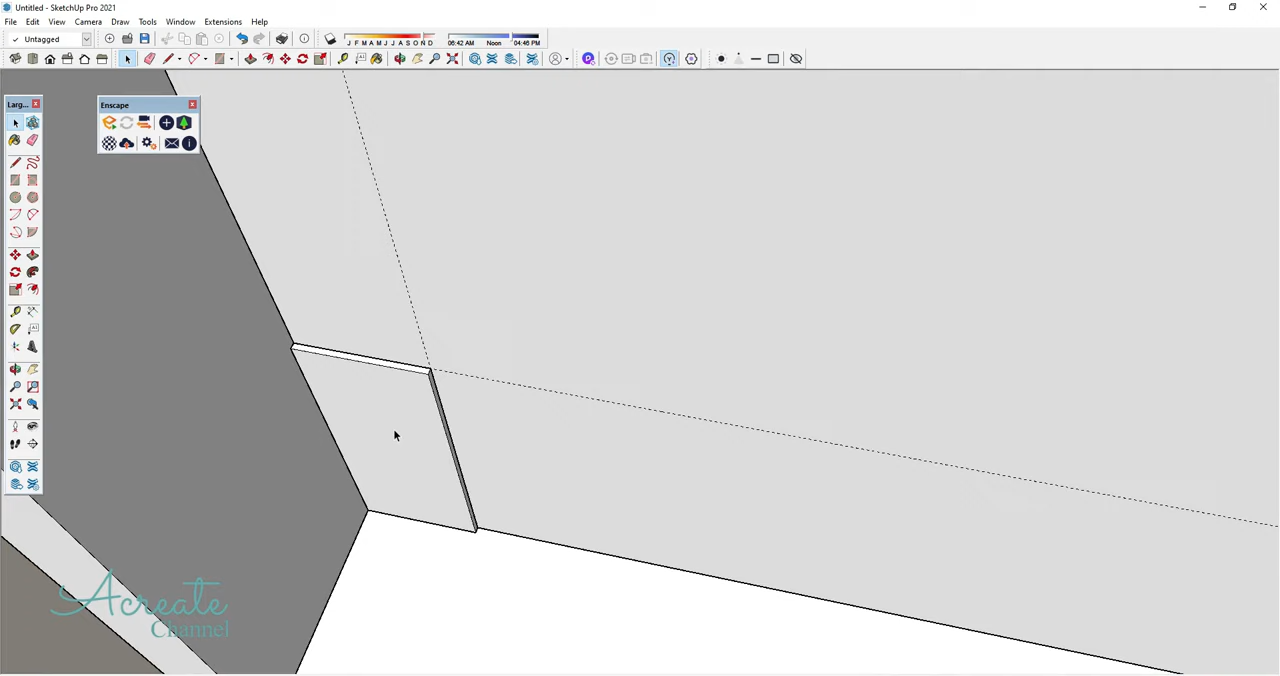 Untitled - SketchUp Pro 2021
File Edit View Camera Draw Tools Window Extensions Help
Untagged
J F M A M J J A S O N D
06:42 AM Noon 04:46 PM
Larg...
Enscape
Acreate
Channel